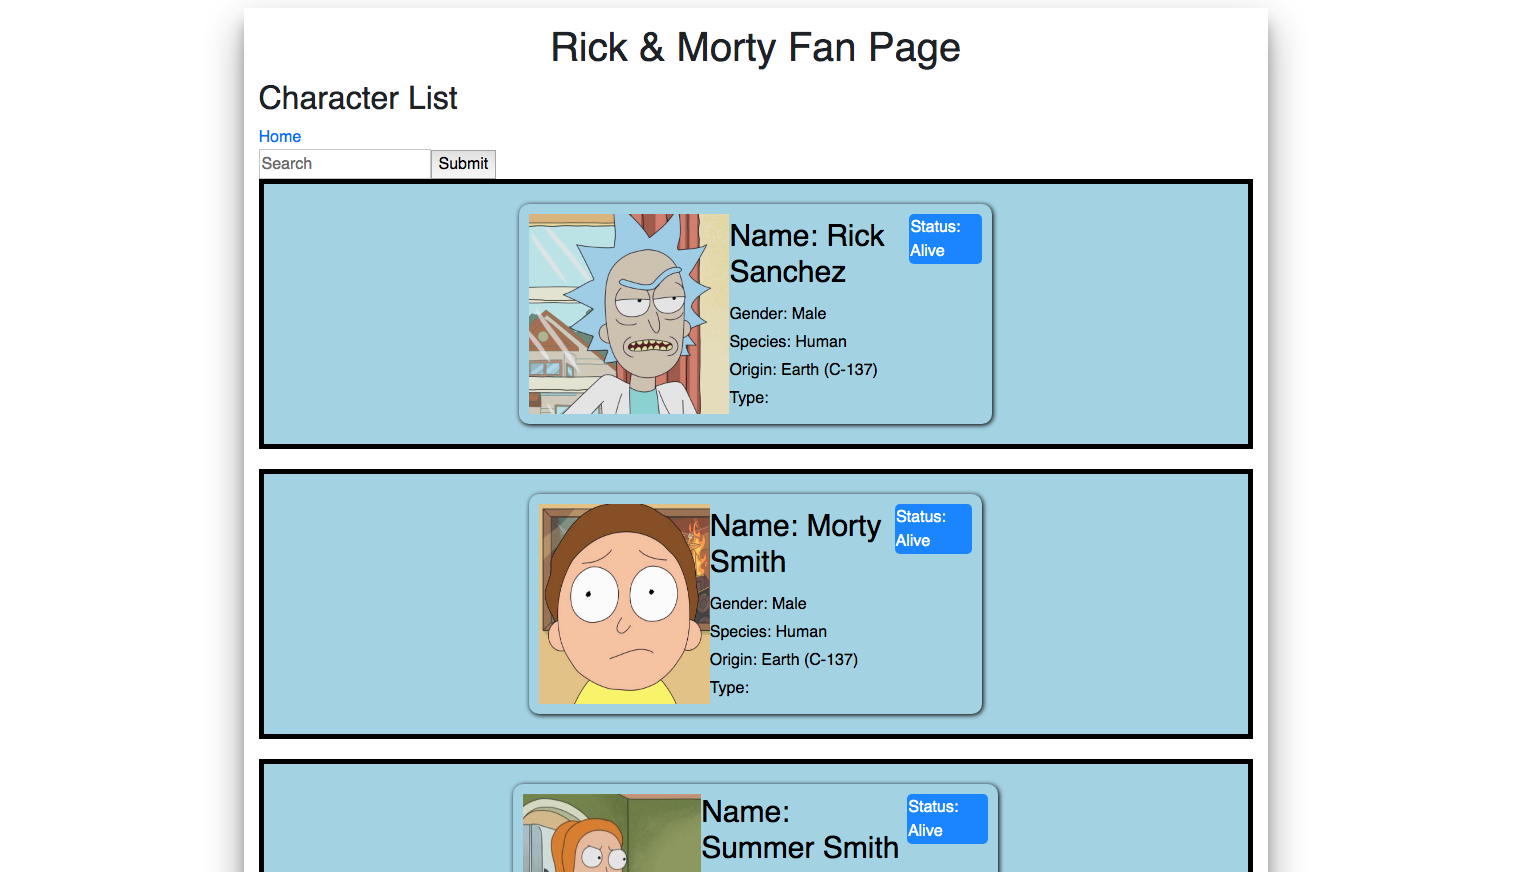 Rick & Morty Fan Page
Character List
Home
Search
Submit
Name: Rick
Sanchez
Status:
Alive
Gender: Male
Species: Human
Origin: Earth (C-137)
Type:
Name: Morty
Smith
Status:
Alive
Gender: Male
Species: Human
Origin: Earth (C-137)
Type:
Name:
Summer Smith
Status:
Alive